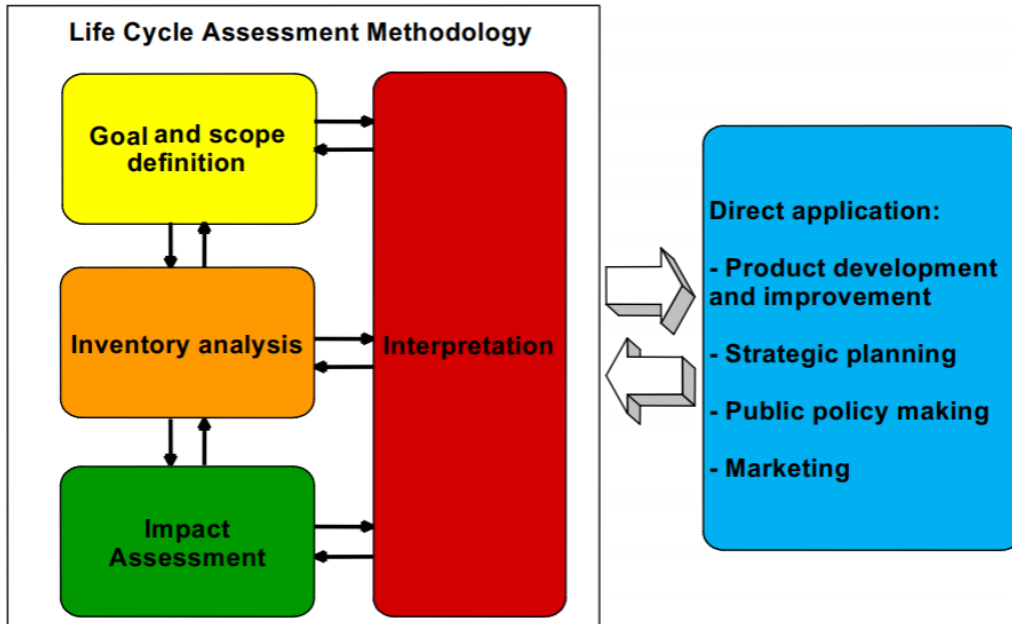 Life Cycle Assessment Methodology
Goal and scope
definition
Inventory analysis
Impact
Assessment
Interpretation
Direct application:
- Product development
and improvement
- Strategic planning
- Public policy making
- Marketing